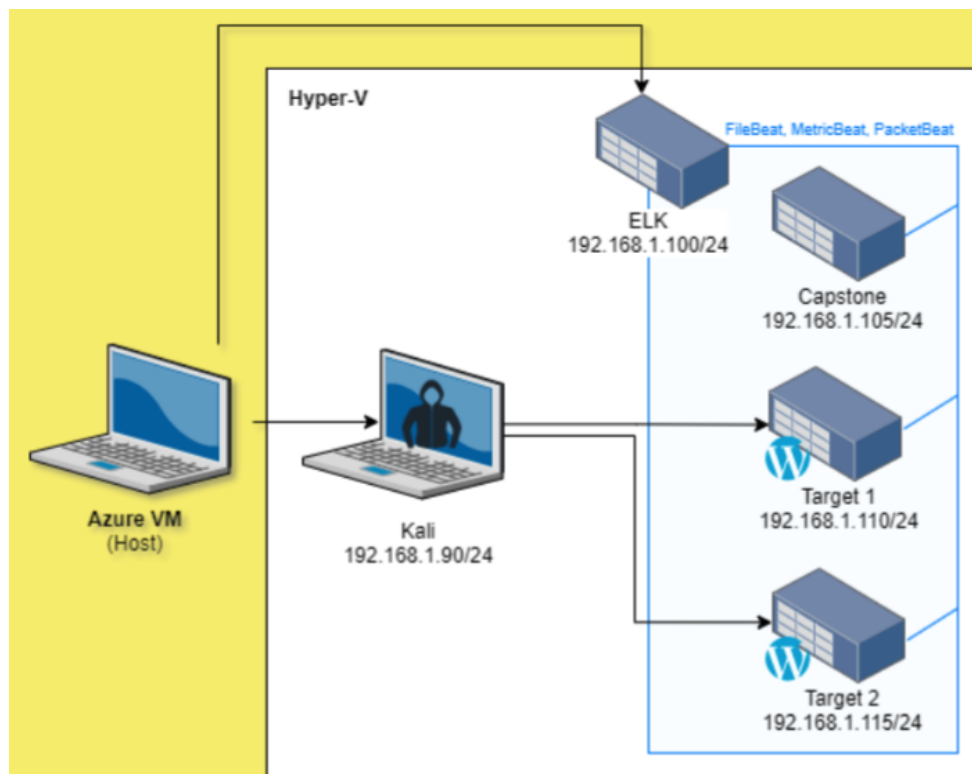 Hyper-V
FileBeat, MetricBeat, PacketBeat
ELK
192.168.1.100/24
Capstone
192.168.1.105/24
Azure VM
(Host)
Kali
192.168.1.90/24
Target 1
192.168.1.110/24
Target 2
192.168.1.115/24